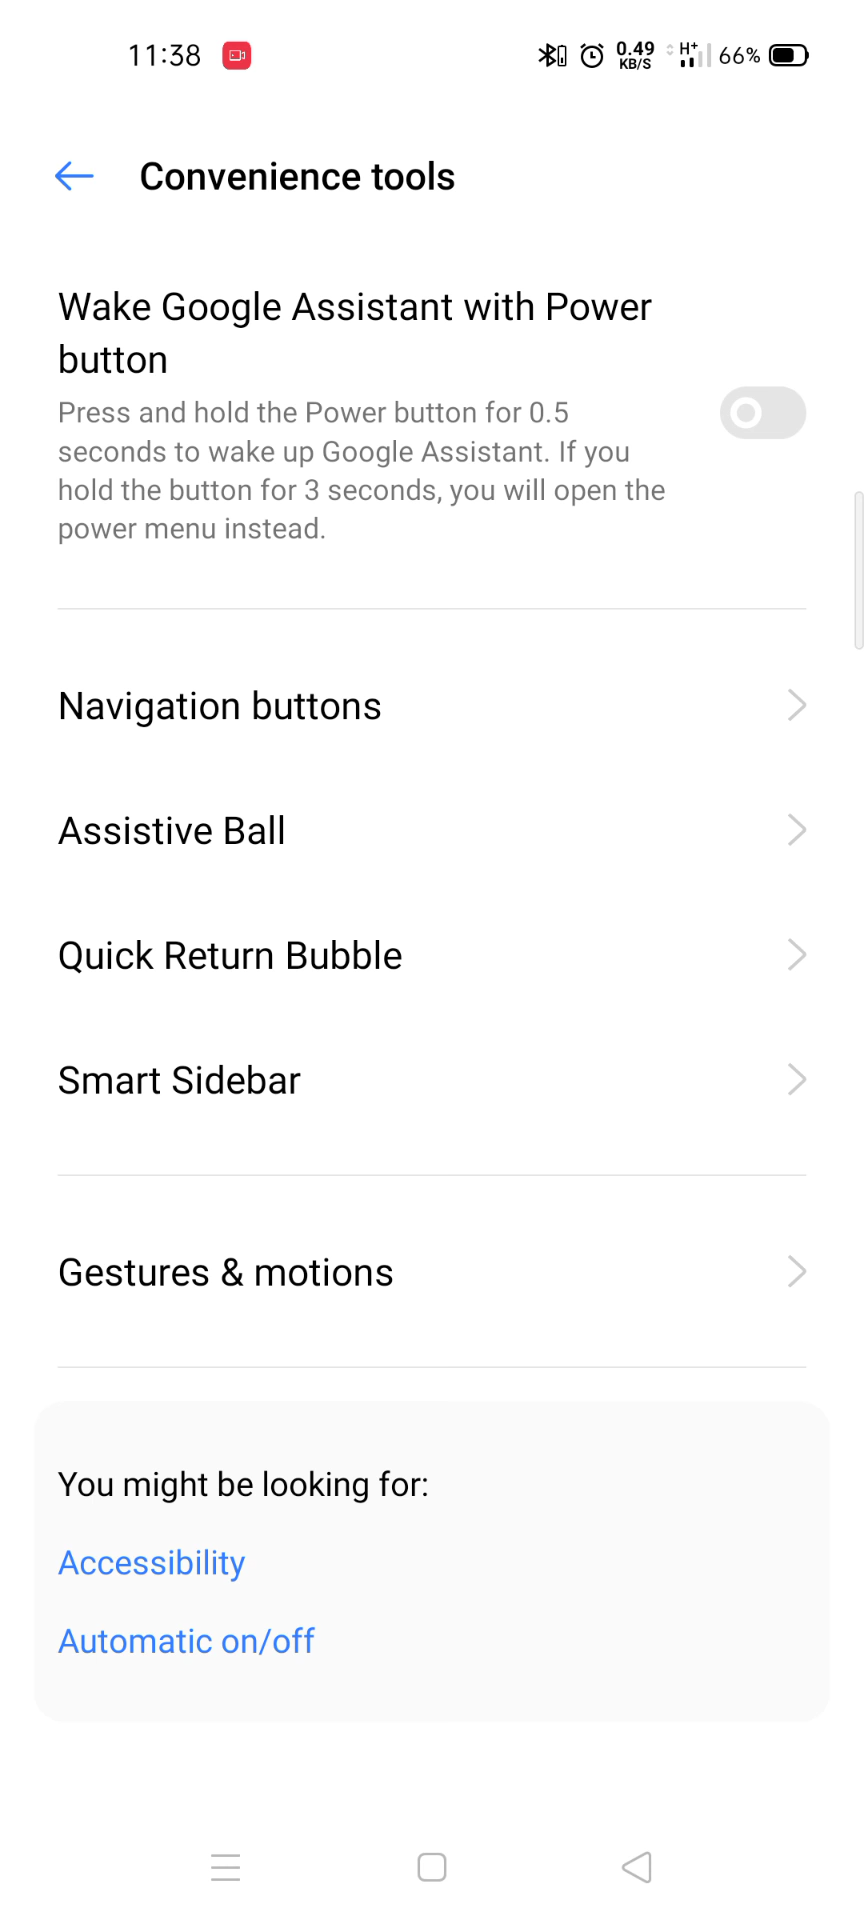 11:38 0.49 KB/S H+ 66%
Convenience tools
Wake Google Assistant with Power
button
Press and hold the Power button for 0.5
seconds to wake up Google Assistant. If you
hold the button for 3 seconds, you will open the
power menu instead.
Navigation buttons
Assistive Ball
Quick Return Bubble
Smart Sidebar
Gestures & motions
You might be looking for:
Accessibility
Automatic on/off